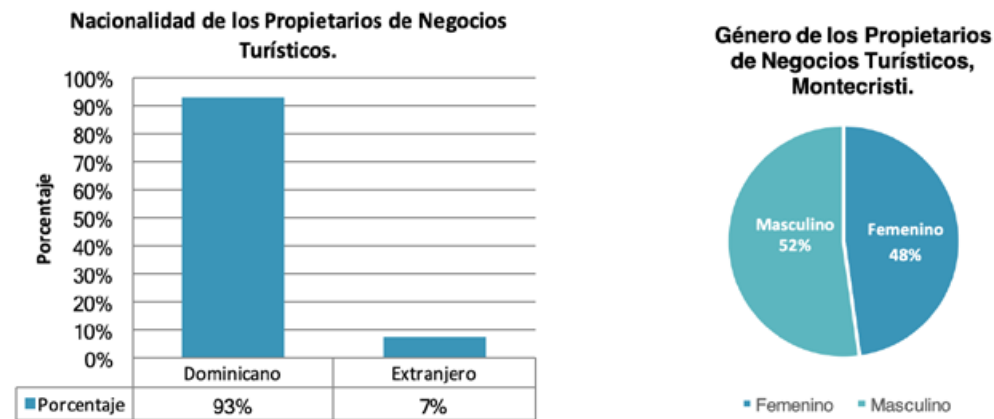 Nacionalidad de los Propietarios de Negocios
Turísticos.
Porcentaje
100%
90%
80%
70%
60%
50%
40%
30%
20%
10%
0%
Dominicano Extranjero
Porcentaje 93% 7%
Género de los Propietarios
de Negocios Turísticos,
Montecristi.
Masculino
52%
Femenino
48%
Femenino Masculino